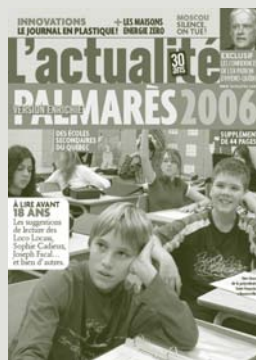 INNOVATIONS
LE JOURNAL EN PLASTIQUE!
+LES MAISONS
ÉNERGIE ZÉRO
MOSCOU
SILENCE,
ON TUE!
L'actualité
30
ans
EXCLUSIF
PALMARÈS 2006
VERSION ENRICHIE
DES ÉCOLES
SECONDAIRES
DU QUÉBEC
SUPPLÉMENT
DE 44 PAGES
À LIRE AVANT
18 ANS
Les suggestions
de lecture des
Loco Locass,
Sophie Cadieux,
Joseph Facal...
et bien d'autres.